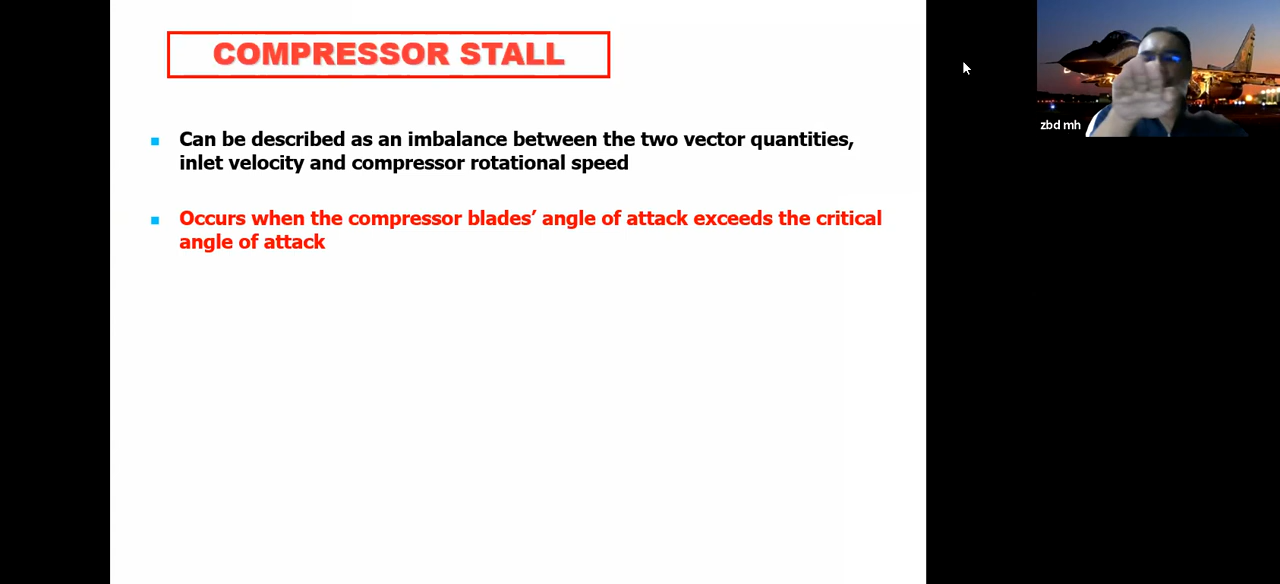 COMPRESSOR STALL
Can be described as an imbalance between the two vector quantities,
inlet velocity and compressor rotational speed
Occurs when the compressor blades’ angle of attack exceeds the critical
angle of attack
zbd mh